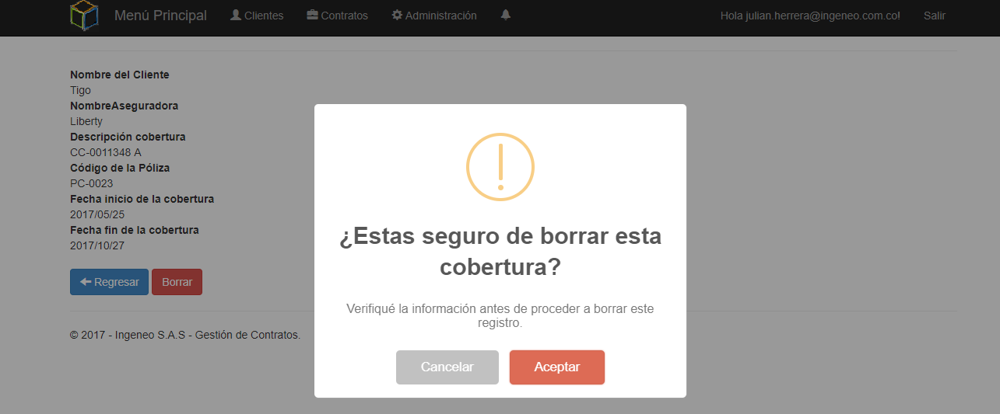 Menú Principal Clientes Contratos Administración Hola julian.herrera@ingeneo.com.co! Salir
Nombre del Cliente
Tigo
NombreAseguradora
Liberty
Descripción cobertura
CC-0011348 A
Código de la Póliza
PC-0023
Fecha inicio de la cobertura
2017/05/25
Fecha fin de la cobertura
2017/10/27
Regresar Borrar
© 2017 - Ingeneo S.A.S - Gestión de Contratos.
¿Estas seguro de borrar esta
cobertura?
Verifiqué la información antes de proceder a borrar este
registro.
Cancelar Aceptar